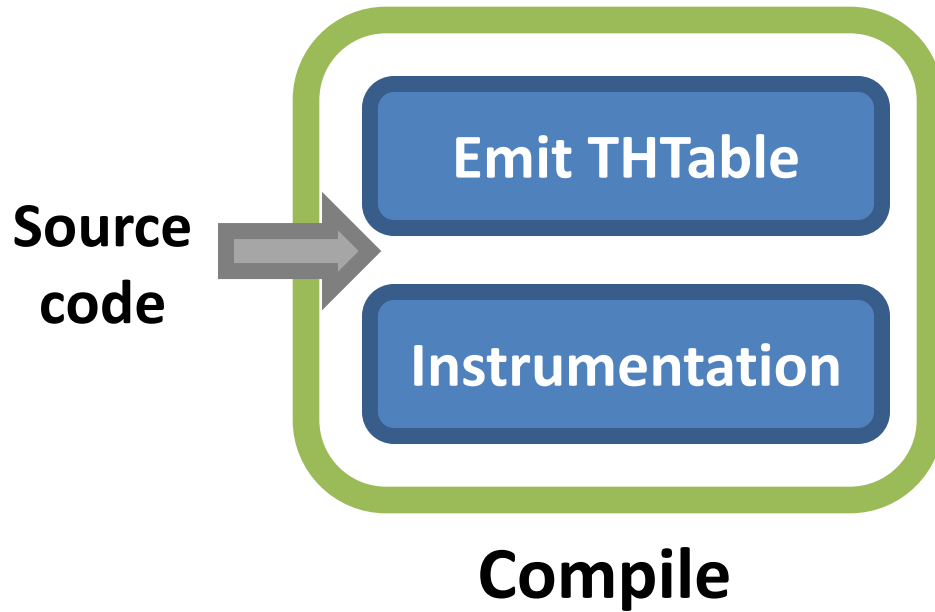 Emit THTable
Source
code
Instrumentation
Compile